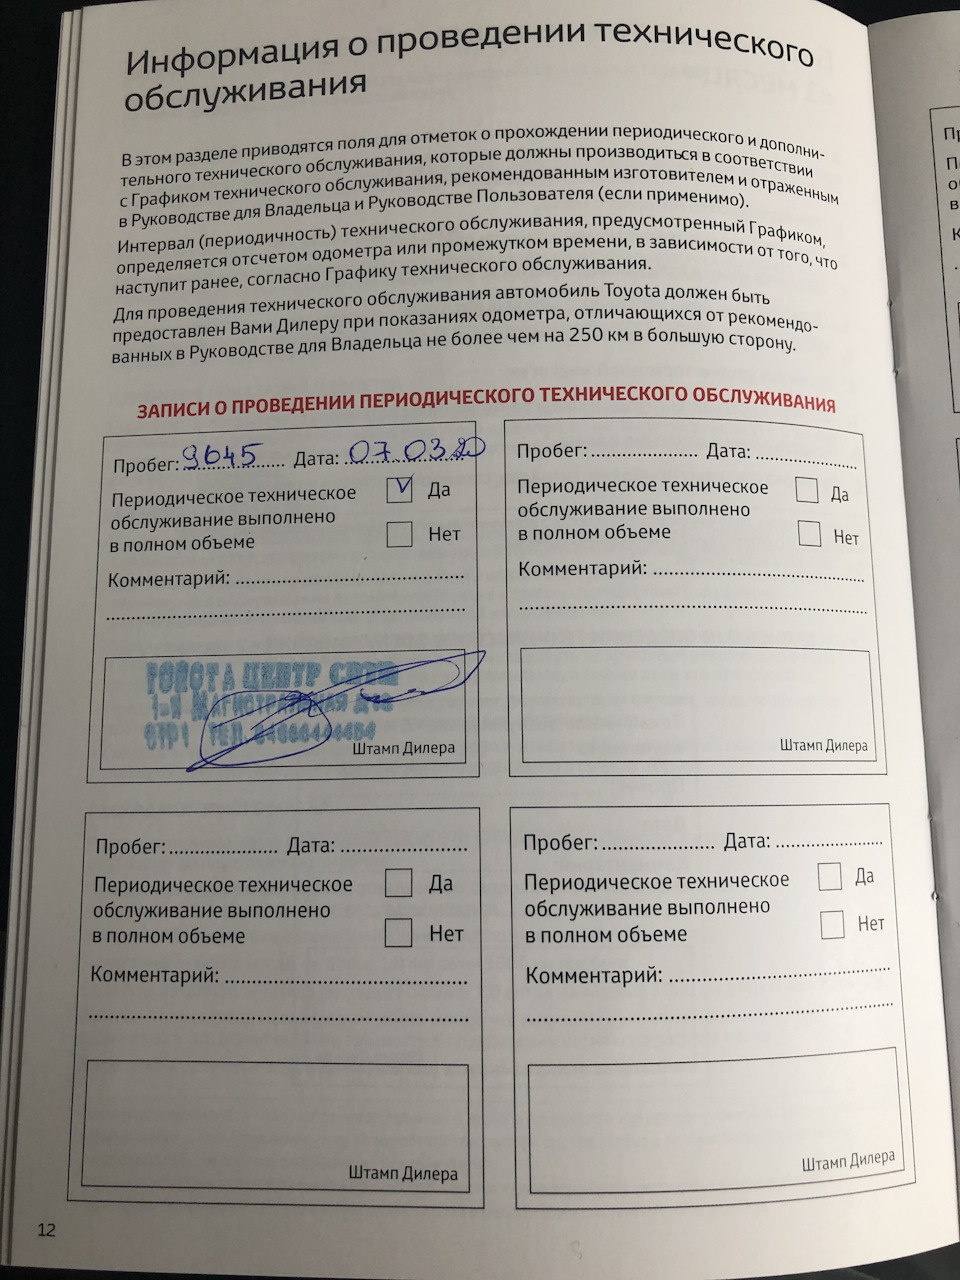 Информация о проведении технического
обслуживания
В этом разделе приводятся поля для отметок о прохождении периодического и дополни-
тельного технического обслуживания, которые должны производиться в соответствии
с Графиком технического обслуживания, рекомендованным изготовителем и отраженным
в Руководстве для Владельца и Руководстве Пользователя (если применимо).
Интервал (периодичность) технического обслуживания, предусмотренный Графиком,
определяется отсчетом одометра или промежутком времени, в зависимости от того, что
наступит ранее, согласно Графику технического обслуживания.
Для проведения технического обслуживания автомобиль Toyota должен быть
предоставлен Вами Дилеру при показаниях одометра, отличающихся от рекомендо-
ванных в Руководстве для Владельца не более чем на 250 км в большую сторону.
ЗАПИСИ О ПРОВЕДЕНИИ ПЕРИОДИЧЕСКОГО ТЕХНИЧЕСКОГО ОБСЛУЖИВАНИЯ
Пробег: 9645 Дата: 07 03 20
Периодическое техническое Да
обслуживание выполнено
в полном объеме Нет
Комментарий:
ТОЙОТА ЦЕНТР
1-Я МАГИСТРАЛЬНАЯ
СТР1 ТЕЛ.
Штамп Дилера
Пробег: Дата:
Периодическое техническое Да
обслуживание выполнено
в полном объеме Нет
Комментарий:
Штамп Дилера
Пробег: Дата:
Периодическое техническое Да
обслуживание выполнено
в полном объеме Нет
Комментарий:
Штамп Дилера
Пробег: Дата:
Периодическое техническое Да
обслуживание выполнено
в полном объеме Нет
Комментарий:
Штамп Дилера
12